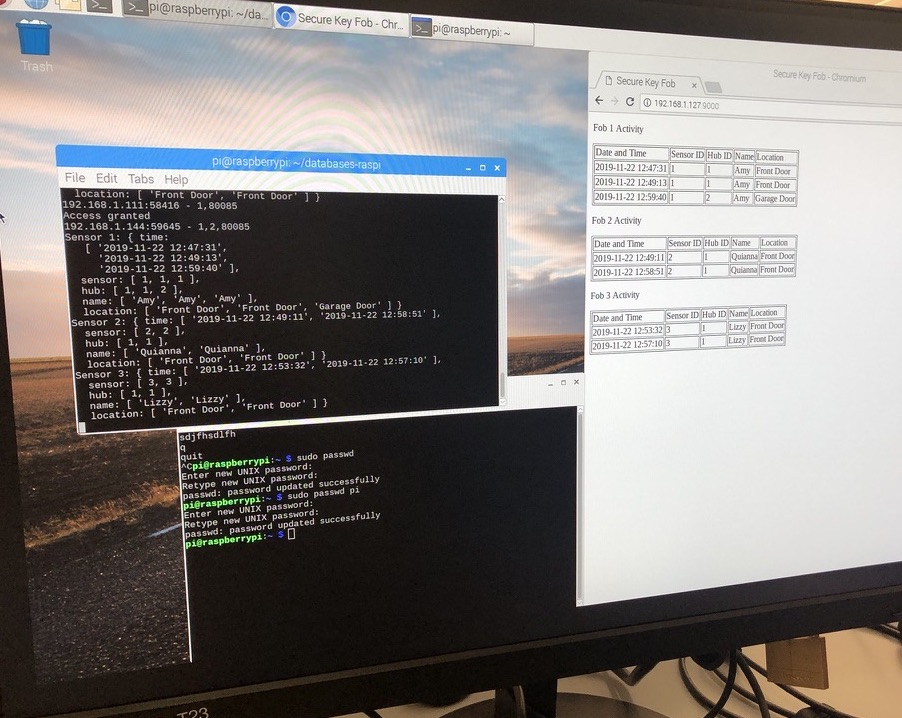 pi@raspberrypi: ~/da...
Secure Key Fob - Chr...
pi@raspberrypi: ~
Trash
pi@raspberrypi: ~/databases-raspi
File Edit Tabs Help
location: [ 'Front Door', 'Front Door' ] }
192.168.1.111:58416 - 1,80085
Access granted
192.168.1.144:59645 - 1,2,80085
Sensor 1: { time:
[ '2019-11-22 12:47:31',
'2019-11-22 12:49:13',
'2019-11-22 12:59:40' ],
sensor: [ 1, 1, 1 ],
hub: [ 1, 1, 2 ],
name: [ 'Amy', 'Amy', 'Amy' ],
location: [ 'Front Door', 'Front Door', 'Garage Door' ] }
Sensor 2: { time: [ '2019-11-22 12:49:11', '2019-11-22 12:58:51' ],
sensor: [ 2, 2 ],
hub: [ 1, 1 ],
name: [ 'Quianna', 'Quianna' ],
location: [ 'Front Door', 'Front Door' ] }
Sensor 3: { time: [ '2019-11-22 12:53:32', '2019-11-22 12:57:10' ],
sensor: [ 3, 3 ],
hub: [ 1, 1 ],
name: [ 'Lizzy', 'Lizzy' ],
location: [ 'Front Door', 'Front Door' ] }
sdjfhsdlfh
q
quit
^Cpi@raspberrypi:~ $ sudo passwd
Enter new UNIX password:
Retype new UNIX password:
passwd: password updated successfully
pi@raspberrypi:~ $ sudo passwd pi
Enter new UNIX password:
Retype new UNIX password:
passwd: password updated successfully
pi@raspberrypi:~ $
Secure Key Fob - Chromium
Secure Key Fob
192.168.1.127:9000
Fob 1 Activity
Date and Time Sensor ID Hub ID Name Location
2019-11-22 12:47:31 1 1 Amy Front Door
2019-11-22 12:49:13 1 1 Amy Front Door
2019-11-22 12:59:40 1 2 Amy Garage Door
Fob 2 Activity
Date and Time Sensor ID Hub ID Name Location
2019-11-22 12:49:11 2 1 Quianna Front Door
2019-11-22 12:58:51 2 1 Quianna Front Door
Fob 3 Activity
Date and Time Sensor ID Hub ID Name Location
2019-11-22 12:53:32 3 1 Lizzy Front Door
2019-11-22 12:57:10 3 1 Lizzy Front Door
T23